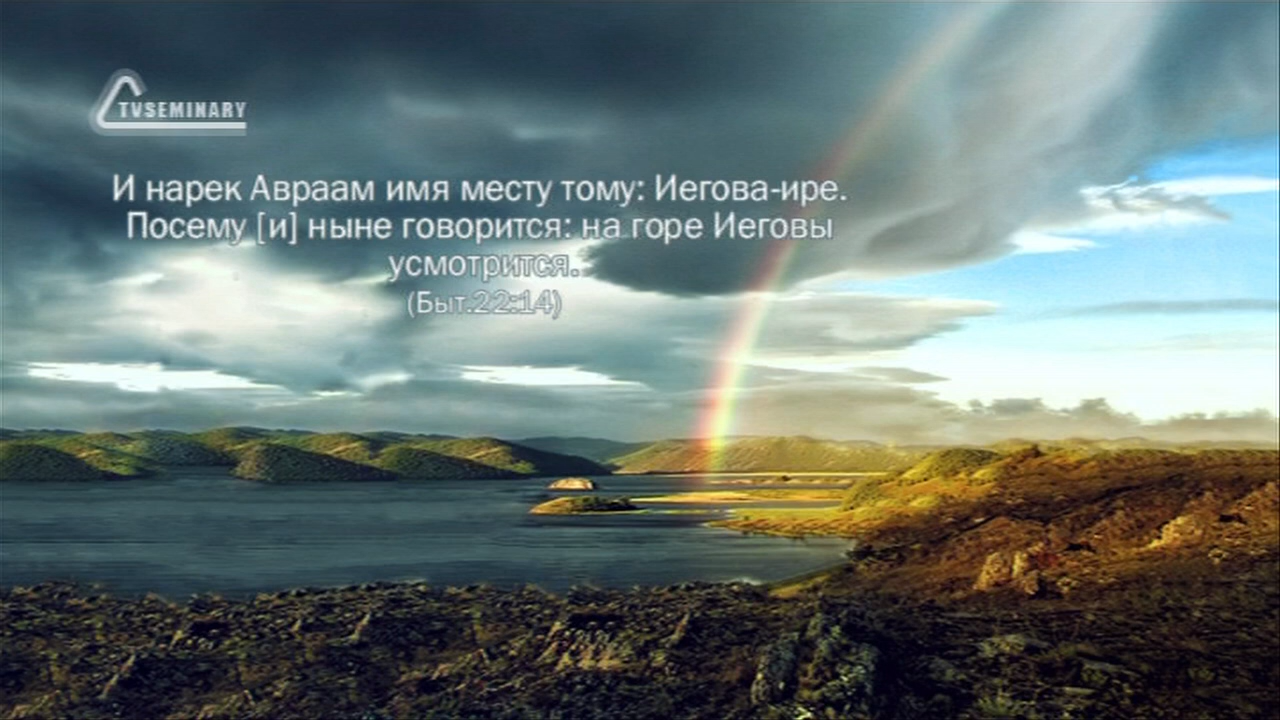 TVSEMINARY
И нарек Авраам имя месту тому: Иегова-ире.
Посему [и] ныне говорится: на горе Иеговы
усмотрится.
(Быт.22:14)